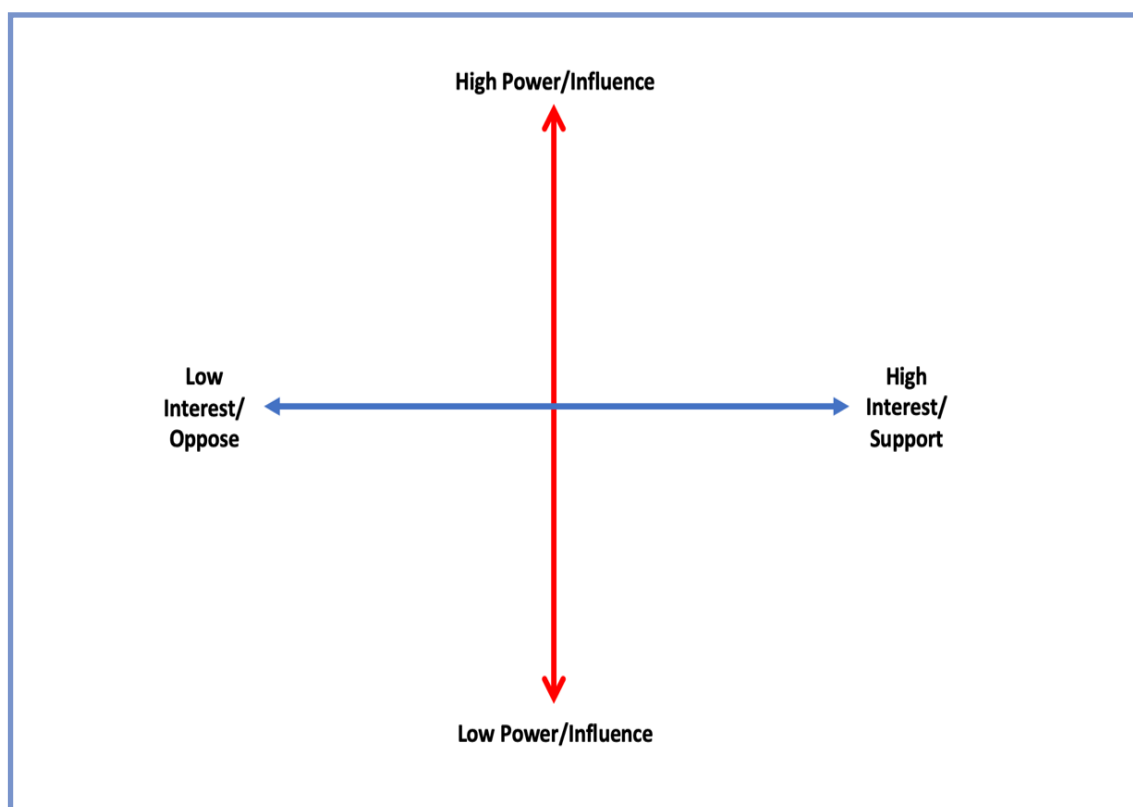 High Power/Influence
Low
Interest/
Oppose
High
Interest/
Support
Low Power/Influence